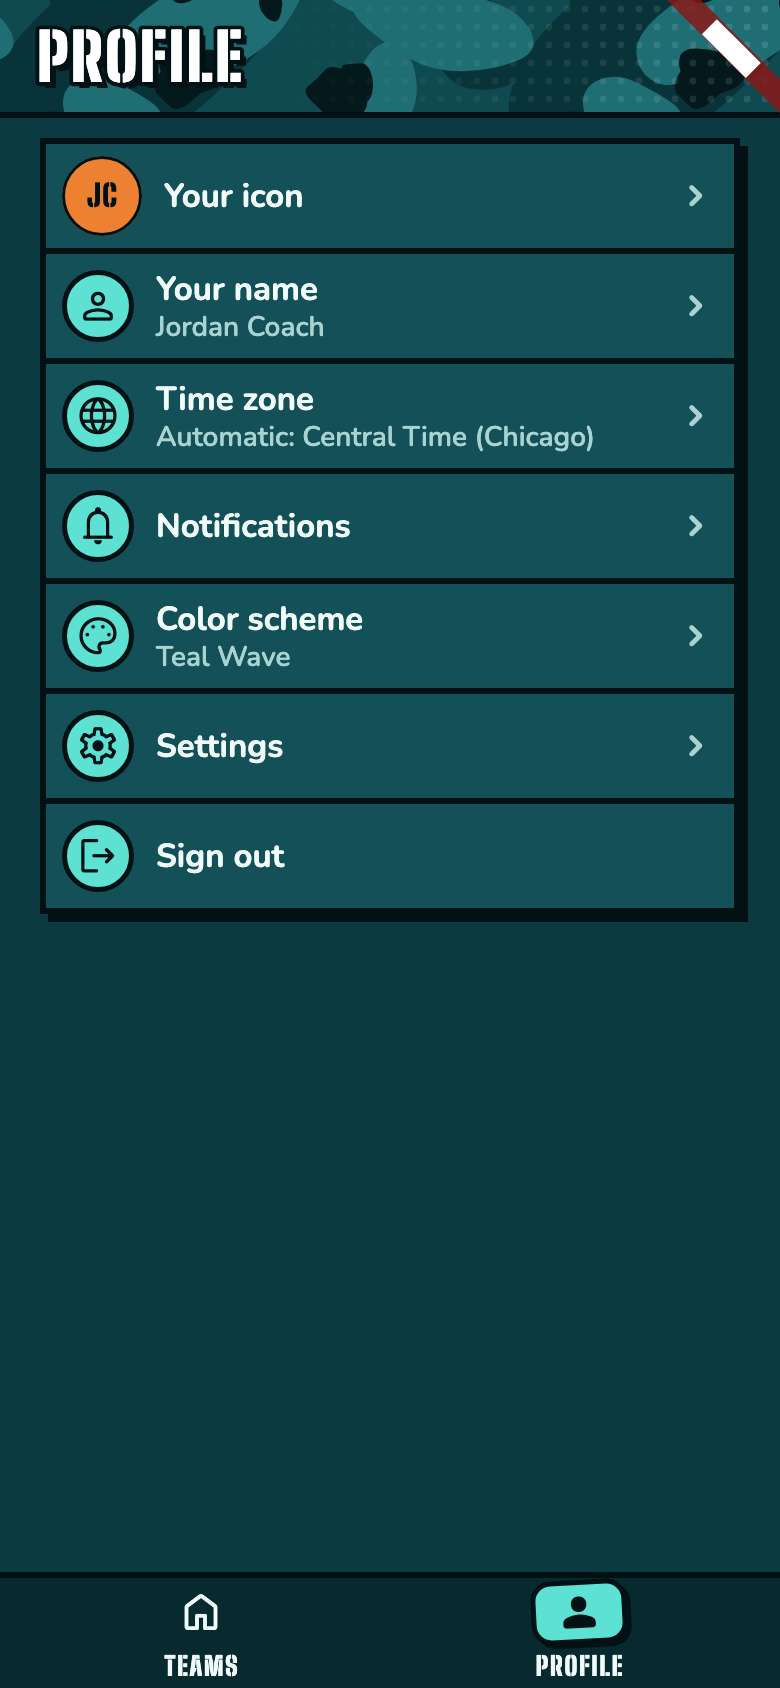 PROFILE
JC
Your icon
Your name
Jordan Coach
Time zone
Automatic: Central Time (Chicago)
Notifications
Color scheme
Teal Wave
Settings
Sign out
TEAMS
PROFILE